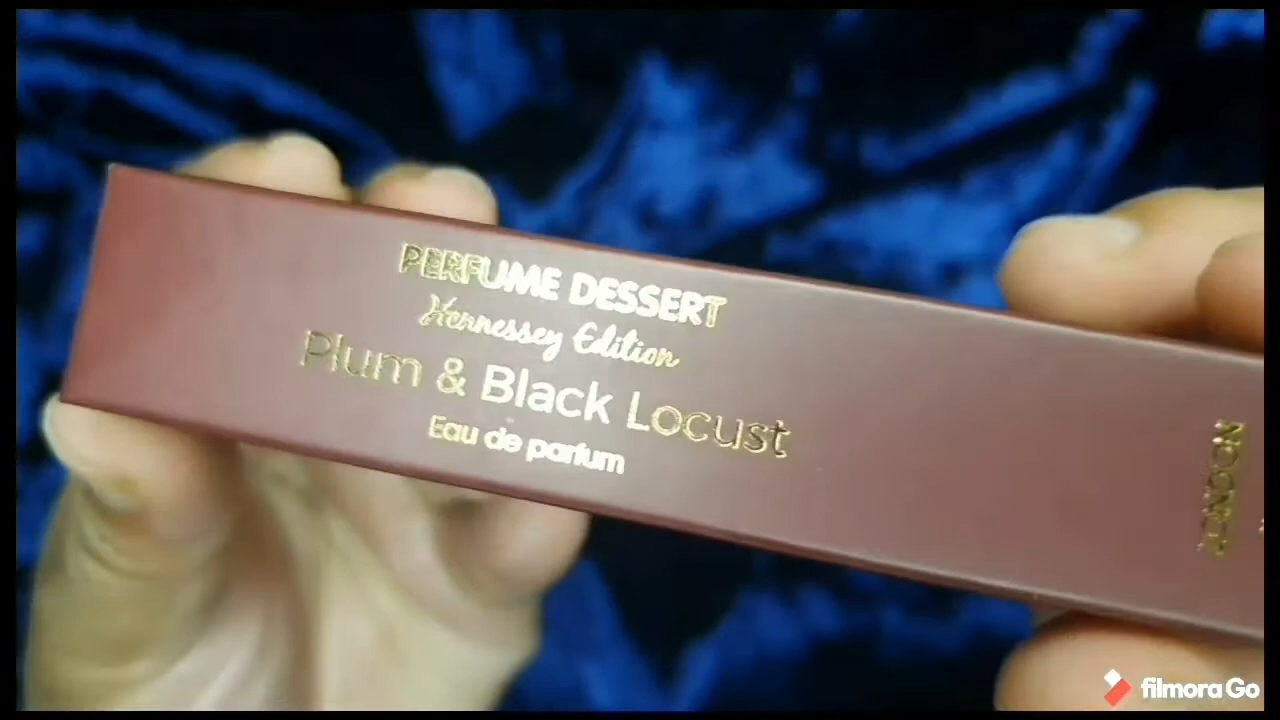 PERFUME DESSERT
Hennessey Edition
Plum & Black Locust
Eau de parfum
filmora Go